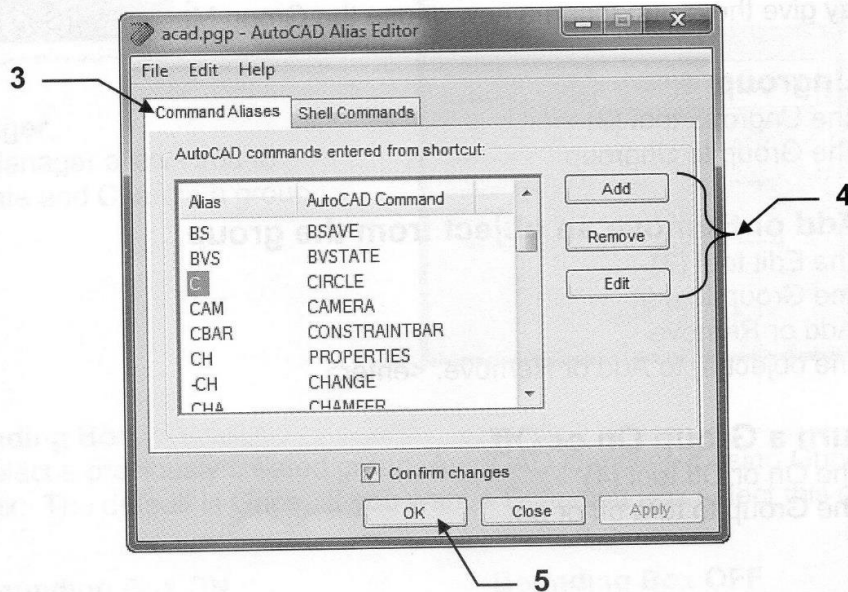 acad.pgp - AutoCAD Alias Editor
File Edit Help
3
Command Aliases Shell Commands
AutoCAD commands entered from shortcut:
Alias AutoCAD Command
BS BSAVE
BVS BVSTATE
C CIRCLE
CAM CAMERA
CBAR CONSTRAINTBAR
CH PROPERTIES
-CH CHANGE
CHA CHAMFER
Add
Remove
Edit
4
Confirm changes
OK Close Apply
5